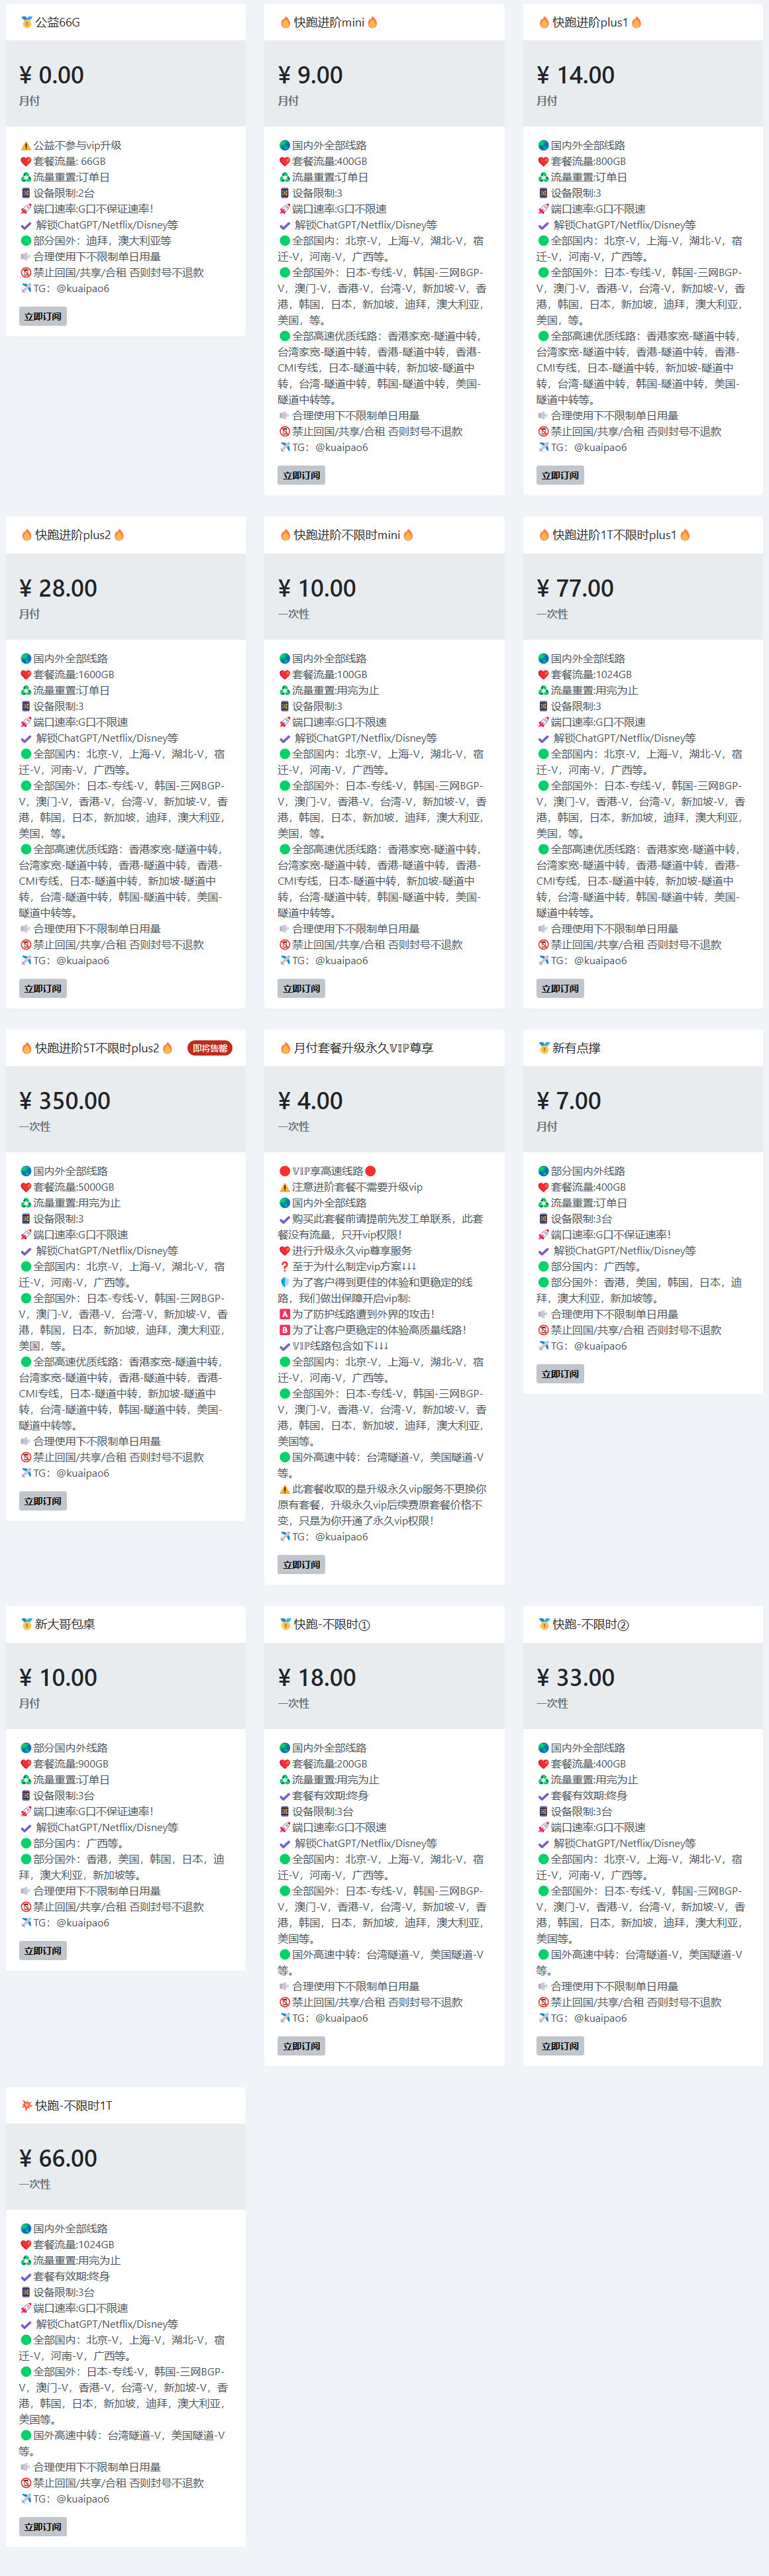 🥇公益66G
¥ 0.00
月付
⚠️公益不参与vip升级
❤️套餐流量: 66GB
♻️流量重置:订单日
📱设备限制:2台
🚀端口速率:G口不保证速率!
✔️ 解锁ChatGPT/Netflix/Disney等
🟢部分国外：迪拜，澳大利亚等
📣合理使用下不限制单日用量
🔞禁止回国/共享/合租 否则封号不退款
✈️TG：@kuaipao6
立即订阅
🔥快跑进阶mini🔥
¥ 9.00
月付
🌏国内外全部线路
❤️套餐流量:400GB
♻️流量重置:订单日
📱设备限制:3
🚀端口速率:G口不限速
✔️ 解锁ChatGPT/Netflix/Disney等
🟢全部国内：北京-V，上海-V，湖北-V，宿
迁-V，河南-V，广西等。
🟢全部国外：日本-专线-V，韩国-三网BGP-
V，澳门-V，香港-V，台湾-V，新加坡-V，香
港，韩国，日本，新加坡，迪拜，澳大利亚，
美国，等。
🟢全部高速优质线路：香港家宽-隧道中转，
台湾家宽-隧道中转，香港-隧道中转，香港-
CMI专线，日本-隧道中转，新加坡-隧道中
转，台湾-隧道中转，韩国-隧道中转，美国-
隧道中转等。
📣合理使用下不限制单日用量
🔞禁止回国/共享/合租 否则封号不退款
✈️TG：@kuaipao6
立即订阅
🔥快跑进阶plus1🔥
¥ 14.00
月付
🌏国内外全部线路
❤️套餐流量:800GB
♻️流量重置:订单日
📱设备限制:3
🚀端口速率:G口不限速
✔️ 解锁ChatGPT/Netflix/Disney等
🟢全部国内：北京-V，上海-V，湖北-V，宿
迁-V，河南-V，广西等。
🟢全部国外：日本-专线-V，韩国-三网BGP-
V，澳门-V，香港-V，台湾-V，新加坡-V，香
港，韩国，日本，新加坡，迪拜，澳大利亚，
美国，等。
🟢全部高速优质线路：香港家宽-隧道中转，
台湾家宽-隧道中转，香港-隧道中转，香港-
CMI专线，日本-隧道中转，新加坡-隧道中
转，台湾-隧道中转，韩国-隧道中转，美国-
隧道中转等。
📣合理使用下不限制单日用量
🔞禁止回国/共享/合租 否则封号不退款
✈️TG：@kuaipao6
立即订阅
🔥快跑进阶plus2🔥
¥ 28.00
月付
🌏国内外全部线路
❤️套餐流量:1600GB
♻️流量重置:订单日
📱设备限制:3
🚀端口速率:G口不限速
✔️ 解锁ChatGPT/Netflix/Disney等
🟢全部国内：北京-V，上海-V，湖北-V，宿
迁-V，河南-V，广西等。
🟢全部国外：日本-专线-V，韩国-三网BGP-
V，澳门-V，香港-V，台湾-V，新加坡-V，香
港，韩国，日本，新加坡，迪拜，澳大利亚，
美国，等。
🟢全部高速优质线路：香港家宽-隧道中转，
台湾家宽-隧道中转，香港-隧道中转，香港-
CMI专线，日本-隧道中转，新加坡-隧道中
转，台湾-隧道中转，韩国-隧道中转，美国-
隧道中转等。
📣合理使用下不限制单日用量
🔞禁止回国/共享/合租 否则封号不退款
✈️TG：@kuaipao6
立即订阅
🔥快跑进阶不限时mini🔥
¥ 10.00
一次性
🌏国内外全部线路
❤️套餐流量:100GB
♻️流量重置:用完为止
📱设备限制:3
🚀端口速率:G口不限速
✔️ 解锁ChatGPT/Netflix/Disney等
🟢全部国内：北京-V，上海-V，湖北-V，宿
迁-V，河南-V，广西等。
🟢全部国外：日本-专线-V，韩国-三网BGP-
V，澳门-V，香港-V，台湾-V，新加坡-V，香
港，韩国，日本，新加坡，迪拜，澳大利亚，
美国，等。
🟢全部高速优质线路：香港家宽-隧道中转，
台湾家宽-隧道中转，香港-隧道中转，香港-
CMI专线，日本-隧道中转，新加坡-隧道中
转，台湾-隧道中转，韩国-隧道中转，美国-
隧道中转等。
📣合理使用下不限制单日用量
🔞禁止回国/共享/合租 否则封号不退款
✈️TG：@kuaipao6
立即订阅
🔥快跑进阶1T不限时plus1🔥
¥ 77.00
一次性
🌏国内外全部线路
❤️套餐流量:1024GB
♻️流量重置:用完为止
📱设备限制:3
🚀端口速率:G口不限速
✔️ 解锁ChatGPT/Netflix/Disney等
🟢全部国内：北京-V，上海-V，湖北-V，宿
迁-V，河南-V，广西等。
🟢全部国外：日本-专线-V，韩国-三网BGP-
V，澳门-V，香港-V，台湾-V，新加坡-V，香
港，韩国，日本，新加坡，迪拜，澳大利亚，
美国，等。
🟢全部高速优质线路：香港家宽-隧道中转，
台湾家宽-隧道中转，香港-隧道中转，香港-
CMI专线，日本-隧道中转，新加坡-隧道中
转，台湾-隧道中转，韩国-隧道中转，美国-
隧道中转等。
📣合理使用下不限制单日用量
🔞禁止回国/共享/合租 否则封号不退款
✈️TG：@kuaipao6
立即订阅
🔥快跑进阶5T不限时plus2🔥 即将售罄
¥ 350.00
一次性
🌏国内外全部线路
❤️套餐流量:5000GB
♻️流量重置:用完为止
📱设备限制:3
🚀端口速率:G口不限速
✔️ 解锁ChatGPT/Netflix/Disney等
🟢全部国内：北京-V，上海-V，湖北-V，宿
迁-V，河南-V，广西等。
🟢全部国外：日本-专线-V，韩国-三网BGP-
V，澳门-V，香港-V，台湾-V，新加坡-V，香
港，韩国，日本，新加坡，迪拜，澳大利亚，
美国，等。
🟢全部高速优质线路：香港家宽-隧道中转，
台湾家宽-隧道中转，香港-隧道中转，香港-
CMI专线，日本-隧道中转，新加坡-隧道中
转，台湾-隧道中转，韩国-隧道中转，美国-
隧道中转等。
📣合理使用下不限制单日用量
🔞禁止回国/共享/合租 否则封号不退款
✈️TG：@kuaipao6
立即订阅
🔥月付套餐升级永久𝕍𝕀ℙ尊享
¥ 4.00
一次性
🔴𝕍𝕀ℙ享高速线路🔴
⚠️注意进阶套餐不需要升级vip
🌏国内外全部线路
✔️购买此套餐前请提前先发工单联系，此套
餐没有流量，只开vip权限！
❤️进行升级永久vip尊享服务
❓至于为什么制定vip方案↓↓↓
🛡️为了客户得到更佳的体验和更稳定的线
路，我们做出保障开启vip制:
🅰️为了防护线路遭到外界的攻击！
🅱️为了让客户更稳定的体验高质量线路！
✔️𝕍𝕀ℙ线路包含如下↓↓↓
🟢全部国内：北京-V，上海-V，湖北-V，宿
迁-V，河南-V，广西等。
🟢全部国外：日本-专线-V，韩国-三网BGP-
V，澳门-V，香港-V，台湾-V，新加坡-V，香
港，韩国，日本，新加坡，迪拜，澳大利亚，
美国等。
🟢国外高速中转：台湾隧道-V，美国隧道-V
等。
⚠️此套餐收取的是升级永久vip服务不更换你
原有套餐，升级永久vip后续费原套餐价格不
变，只是为你开通了永久vip权限！
✈️TG：@kuaipao6
立即订阅
🥇新有点撑
¥ 7.00
月付
🌏部分国内外线路
❤️套餐流量:400GB
♻️流量重置:订单日
📱设备限制:3台
🚀端口速率:G口不保证速率!
✔️ 解锁ChatGPT/Netflix/Disney等
🟢部分国内：广西等。
🟢部分国外：香港，美国，韩国，日本，迪
拜，澳大利亚，新加坡等。
📣合理使用下不限制单日用量
🔞禁止回国/共享/合租 否则封号不退款
✈️TG：@kuaipao6
立即订阅
🥇新大哥包桌
¥ 10.00
月付
🌏部分国内外线路
❤️套餐流量:900GB
♻️流量重置:订单日
📱设备限制:3台
🚀端口速率:G口不保证速率!
✔️ 解锁ChatGPT/Netflix/Disney等
🟢部分国内：广西等。
🟢部分国外：香港，美国，韩国，日本，迪
拜，澳大利亚，新加坡等。
📣合理使用下不限制单日用量
🔞禁止回国/共享/合租 否则封号不退款
✈️TG：@kuaipao6
立即订阅
🥇快跑-不限时①
¥ 18.00
一次性
🌏国内外全部线路
❤️套餐流量:200GB
♻️流量重置:用完为止
✔️套餐有效期:终身
📱设备限制:3台
🚀端口速率:G口不限速
✔️ 解锁ChatGPT/Netflix/Disney等
🟢全部国内：北京-V，上海-V，湖北-V，宿
迁-V，河南-V，广西等。
🟢全部国外：日本-专线-V，韩国-三网BGP-
V，澳门-V，香港-V，台湾-V，新加坡-V，香
港，韩国，日本，新加坡，迪拜，澳大利亚，
美国等。
🟢国外高速中转：台湾隧道-V，美国隧道-V
等。
📣合理使用下不限制单日用量
🔞禁止回国/共享/合租 否则封号不退款
✈️TG：@kuaipao6
立即订阅
🥇快跑-不限时②
¥ 33.00
一次性
🌏国内外全部线路
❤️套餐流量:400GB
♻️流量重置:用完为止
✔️套餐有效期:终身
📱设备限制:3台
🚀端口速率:G口不限速
✔️ 解锁ChatGPT/Netflix/Disney等
🟢全部国内：北京-V，上海-V，湖北-V，宿
迁-V，河南-V，广西等。
🟢全部国外：日本-专线-V，韩国-三网BGP-
V，澳门-V，香港-V，台湾-V，新加坡-V，香
港，韩国，日本，新加坡，迪拜，澳大利亚，
美国等。
🟢国外高速中转：台湾隧道-V，美国隧道-V
等。
📣合理使用下不限制单日用量
🔞禁止回国/共享/合租 否则封号不退款
✈️TG：@kuaipao6
立即订阅
💥快跑-不限时1T
¥ 66.00
一次性
🌏国内外全部线路
❤️套餐流量:1024GB
♻️流量重置:用完为止
✔️套餐有效期:终身
📱设备限制:3台
🚀端口速率:G口不限速
✔️ 解锁ChatGPT/Netflix/Disney等
🟢全部国内：北京-V，上海-V，湖北-V，宿
迁-V，河南-V，广西等。
🟢全部国外：日本-专线-V，韩国-三网BGP-
V，澳门-V，香港-V，台湾-V，新加坡-V，香
港，韩国，日本，新加坡，迪拜，澳大利亚，
美国等。
🟢国外高速中转：台湾隧道-V，美国隧道-V
等。
📣合理使用下不限制单日用量
🔞禁止回国/共享/合租 否则封号不退款
✈️TG：@kuaipao6
立即订阅